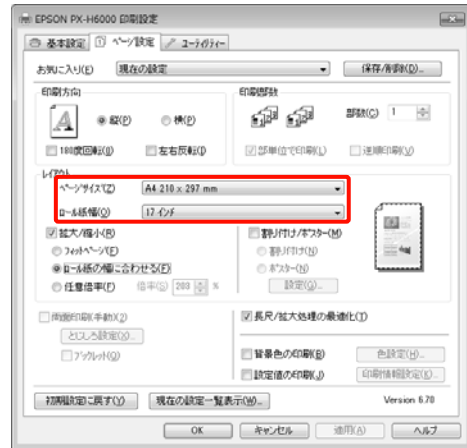 EPSON PX-H6000 印刷設定
基本設定 ページ設定 ユーティリティー
お気に入り(E) 現在の設定 保存/削除(D)...
印刷方向 印刷部数
A 縦(P) 横(P) 部数(C) 1
180度回転(g) 左右反転(I) 部単位で印刷(L) 逆順印刷(V)
レイアウト
ページサイズ(Z) A4 210 x 297 mm
ロール紙幅(O) 17 インチ
拡大/縮小(R) 割り付け/ポスター(M)
フィットページ(E) 割り付け(N)
ロール紙の幅に合わせる(F) ポスター(N)
任意倍率(F) 倍率(S) 203 % 設定(Q)...
両面印刷(手動)(X) 長尺/拡大処理の最適化(T)
とじしろ設定(X)...
ブックレット(Q) 背景色の印刷(B) 色設定(H)...
設定値の印刷(J) 印刷情報設定(K)...
初期設定に戻す(Y) 現在の設定一覧表示(W)... Version 6.70
OK キャンセル 適用(A) ヘルプ